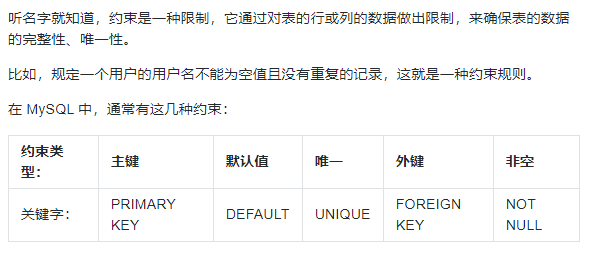 听名字就知道，约束是一种限制，它通过对表的行或列的数据做出限制，来确保表的数据
的完整性、唯一性。
比如，规定一个用户的用户名不能为空值且没有重复的记录，这就是一种约束规则。
在 MySQL 中，通常有这几种约束：
约束类型： 主键 默认值 唯一 外键 非空
关键字： PRIMARY KEY DEFAULT UNIQUE FOREIGN KEY NOT NULL